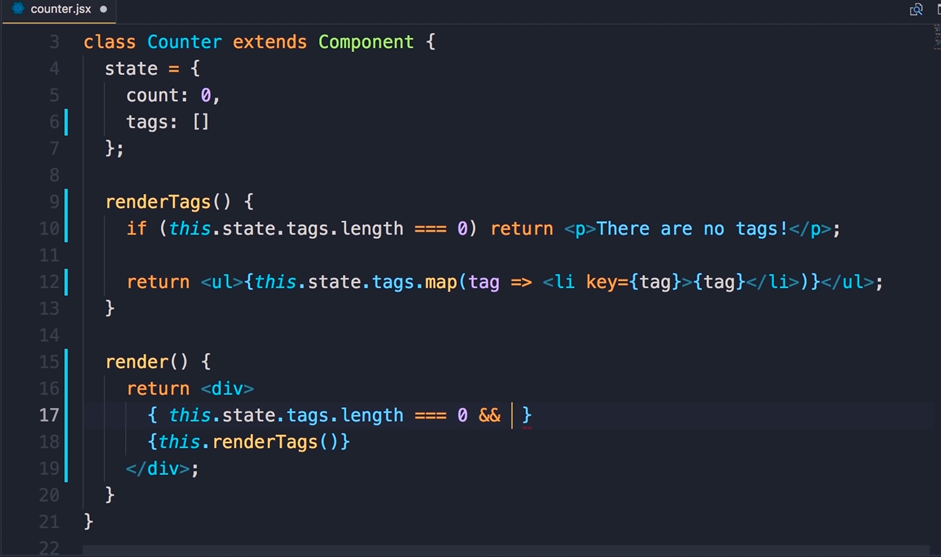 counter.jsx
3 class Counter extends Component {
4   state = {
5     count: 0,
6     tags: []
7   };
8
9   renderTags() {
10     if (this.state.tags.length === 0) return <p>There are no tags!</p>;
11
12     return <ul>{this.state.tags.map(tag => <li key={tag}>{tag}</li>)}</ul>;
13   }
14
15   render() {
16     return <div>
17       { this.state.tags.length === 0 && }
18       {this.renderTags()}
19     </div>;
20   }
21 }
22